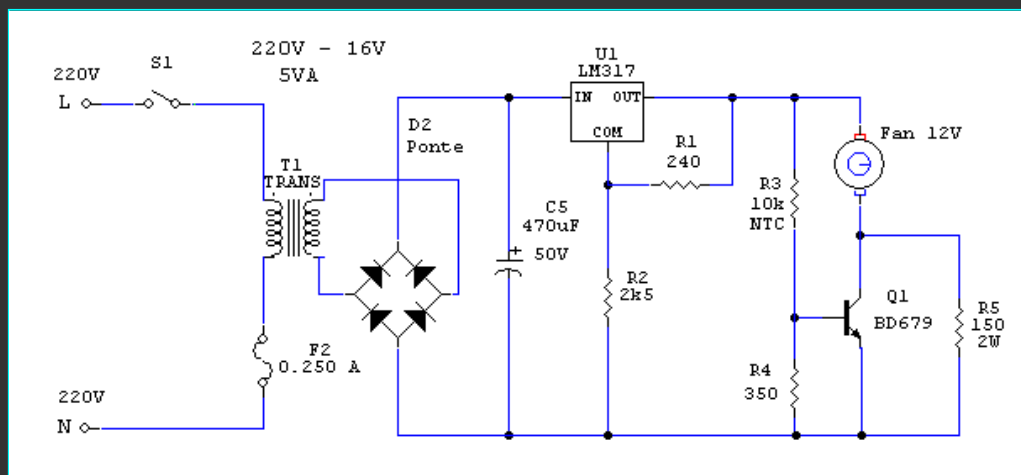 220V
L
S1
220V - 16V
5VA
T1
TRANS
F2
0.250 A
220V
N
D2
Ponte
C5
470uF
50V
U1
LM317
IN OUT
COM
R1
240
R2
2k5
R3
10k
NTC
R4
350
Fan 12V
Q1
BD679
R5
150
2W